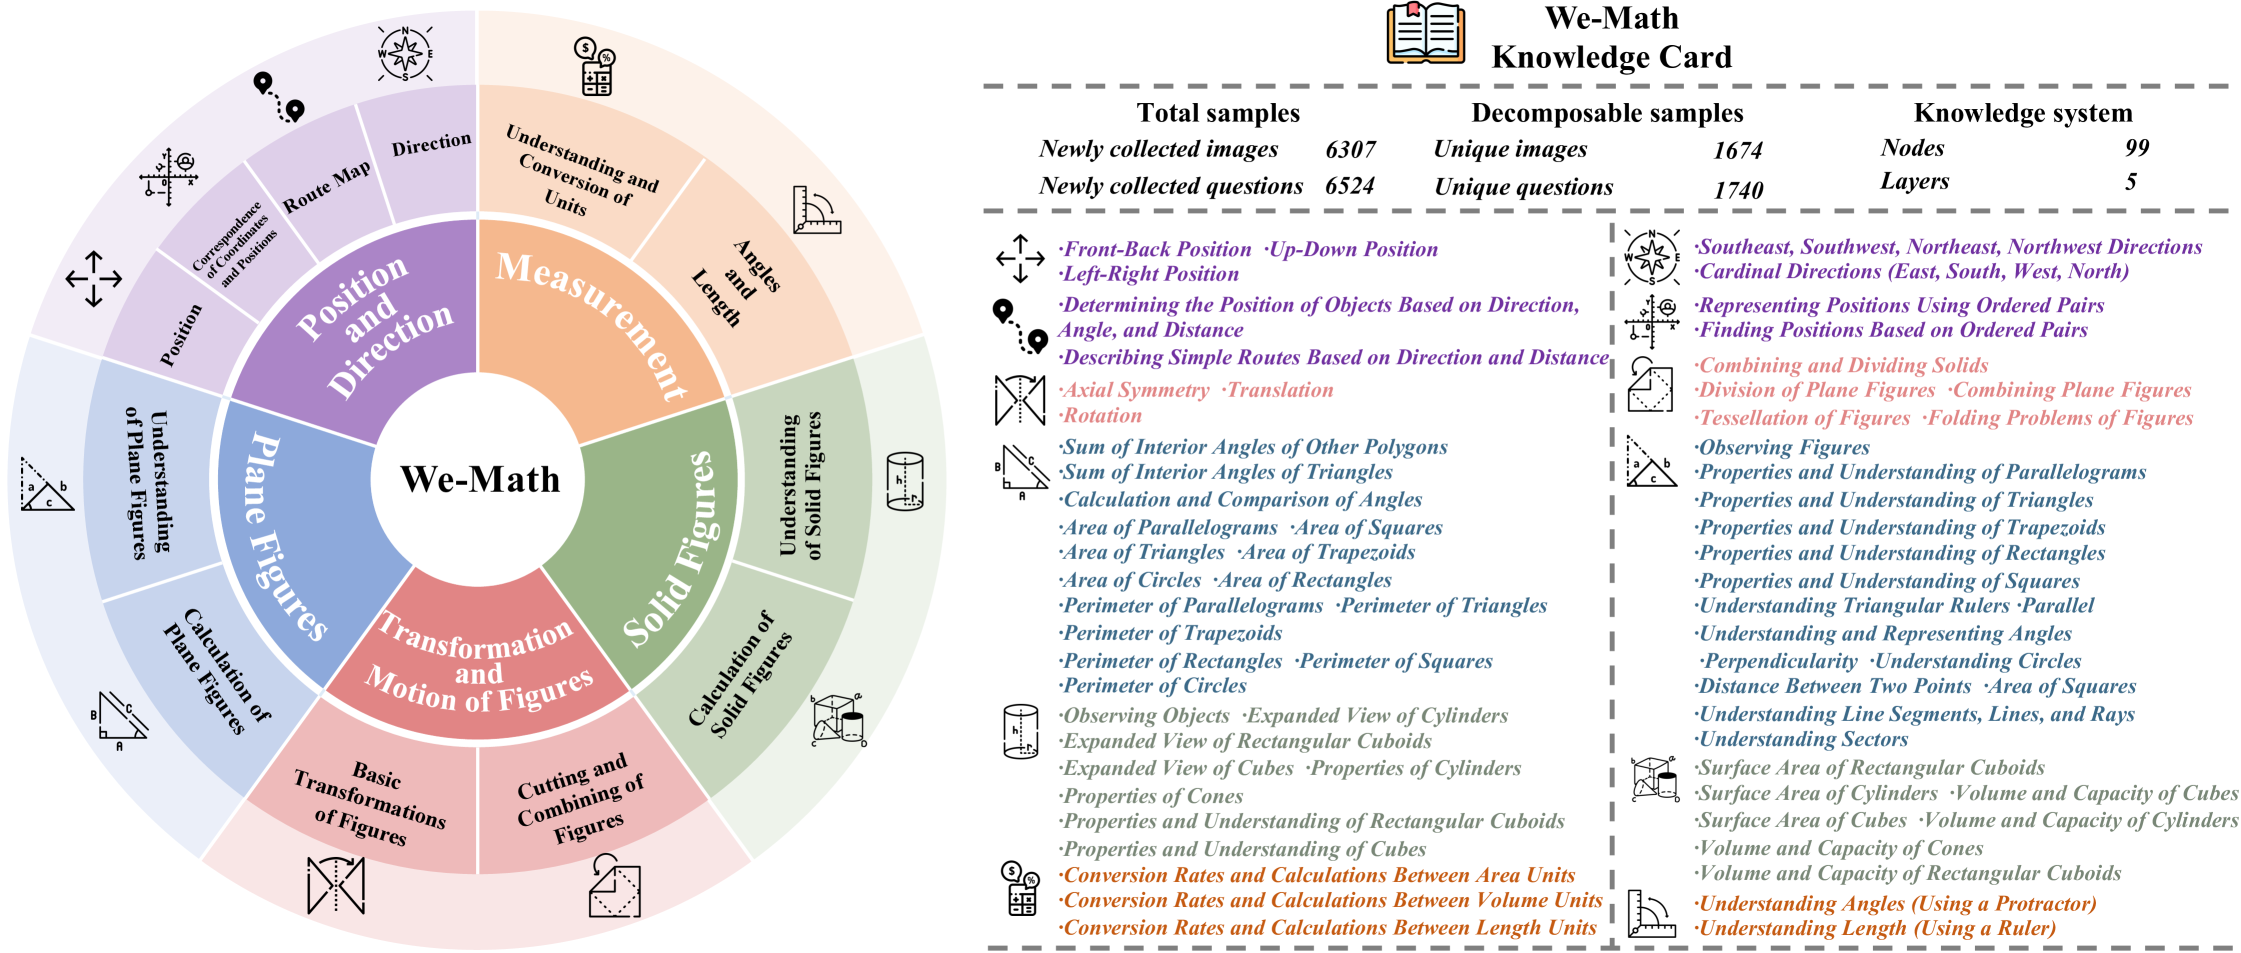 We-Math
Knowledge Card
Total samples
Newly collected images 6307
Newly collected questions 6524
Decomposable samples
Unique images 1674
Unique questions 1740
Knowledge system
Nodes 99
Layers 5
We-Math
Measurement
Understanding and
Conversion of
Units
Angles
and
Length
Solid Figures
Understanding
of Solid Figures
Calculation of
Solid Figures
Transformation
and
Motion of Figures
Cutting and
Combining of
Figures
Basic
Transformations
of Figures
Plane Figures
Calculation of
Plane Figures
Understanding
of Plane Figures
Position
and
Direction
Position
Correspondence
of Coordinates
and Positions
Route Map
Direction
·Front-Back Position ·Up-Down Position
·Left-Right Position
·Determining the Position of Objects Based on Direction,
Angle, and Distance
·Describing Simple Routes Based on Direction and Distance
·Axial Symmetry ·Translation
·Rotation
·Sum of Interior Angles of Other Polygons
·Sum of Interior Angles of Triangles
·Calculation and Comparison of Angles
·Area of Parallelograms ·Area of Squares
·Area of Triangles ·Area of Trapezoids
·Area of Circles ·Area of Rectangles
·Perimeter of Parallelograms ·Perimeter of Triangles
·Perimeter of Trapezoids
·Perimeter of Rectangles ·Perimeter of Squares
·Perimeter of Circles
·Observing Objects ·Expanded View of Cylinders
·Expanded View of Rectangular Cuboids
·Expanded View of Cubes ·Properties of Cylinders
·Properties of Cones
·Properties and Understanding of Rectangular Cuboids
·Properties and Understanding of Cubes
·Conversion Rates and Calculations Between Area Units
·Conversion Rates and Calculations Between Volume Units
·Conversion Rates and Calculations Between Length Units
·Southeast, Southwest, Northeast, Northwest Directions
·Cardinal Directions (East, South, West, North)
·Representing Positions Using Ordered Pairs
·Finding Positions Based on Ordered Pairs
·Combining and Dividing Solids
·Division of Plane Figures ·Combining Plane Figures
·Tessellation of Figures ·Folding Problems of Figures
·Observing Figures
·Properties and Understanding of Parallelograms
·Properties and Understanding of Triangles
·Properties and Understanding of Trapezoids
·Properties and Understanding of Rectangles
·Properties and Understanding of Squares
·Understanding Triangular Rulers ·Parallel
·Understanding and Representing Angles
·Perpendicularity ·Understanding Circles
·Distance Between Two Points ·Area of Squares
·Understanding Line Segments, Lines, and Rays
·Understanding Sectors
·Surface Area of Rectangular Cuboids
·Surface Area of Cylinders ·Volume and Capacity of Cubes
·Surface Area of Cubes ·Volume and Capacity of Cylinders
·Volume and Capacity of Cones
·Volume and Capacity of Rectangular Cuboids
·Understanding Angles (Using a Protractor)
·Understanding Length (Using a Ruler)